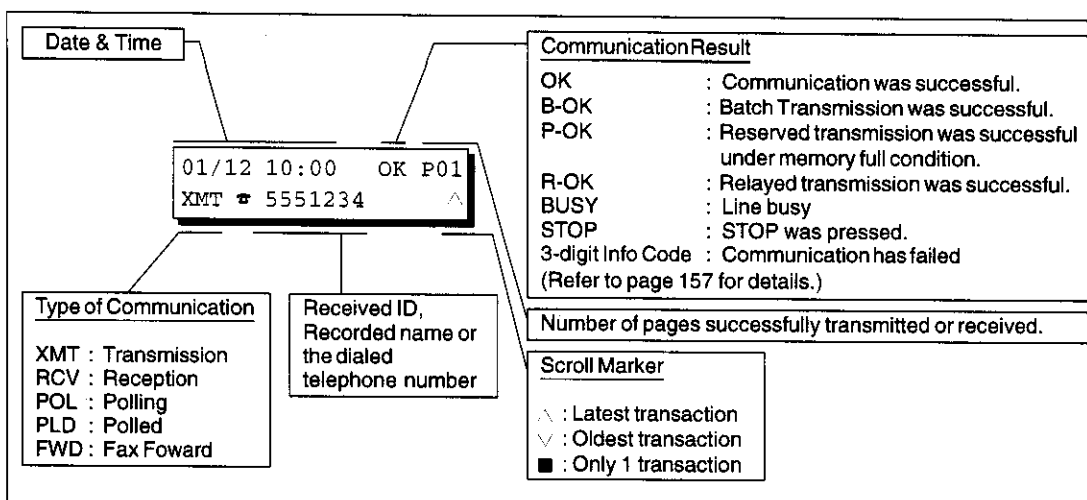 Date & Time
Communication Result
OK : Communication was successful.
B-OK : Batch Transmission was successful.
P-OK : Reserved transmission was successful
under memory full condition.
R-OK : Relayed transmission was successful.
BUSY : Line busy
STOP : STOP was pressed.
3-digit Info Code : Communication has failed
(Refer to page 157 for details.)
01/12 10:00 OK P01
XMT ☎ 5551234 △
Type of Communication
XMT : Transmission
RCV : Reception
POL : Polling
PLD : Polled
FWD : Fax Foward
Received ID,
Recorded name or
the dialed
telephone number
Number of pages successfully transmitted or received.
Scroll Marker
△ : Latest transaction
▽ : Oldest transaction
■ : Only 1 transaction